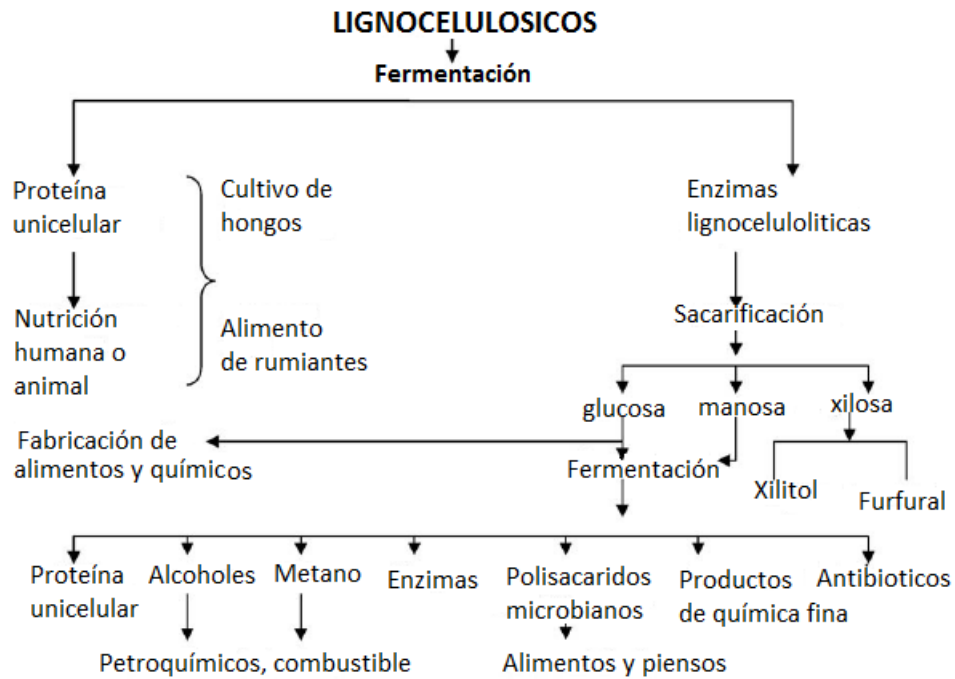 LIGNOCELULOSICOS
Fermentación
Proteína
unicelular
Cultivo de
hongos
Enzimas
lignoceluloliticas
Nutrición
humana o
animal
Alimento
de rumiantes
Sacarificación
glucosa
manosa
xilosa
Fabricación de
alimentos y químicos
Fermentación
Xilitol
Furfural
Proteína
unicelular
Alcoholes
Metano
Enzimas
Polisacaridos
microbianos
Productos
de química fina
Antibioticos
Petroquímicos, combustible
Alimentos y piensos